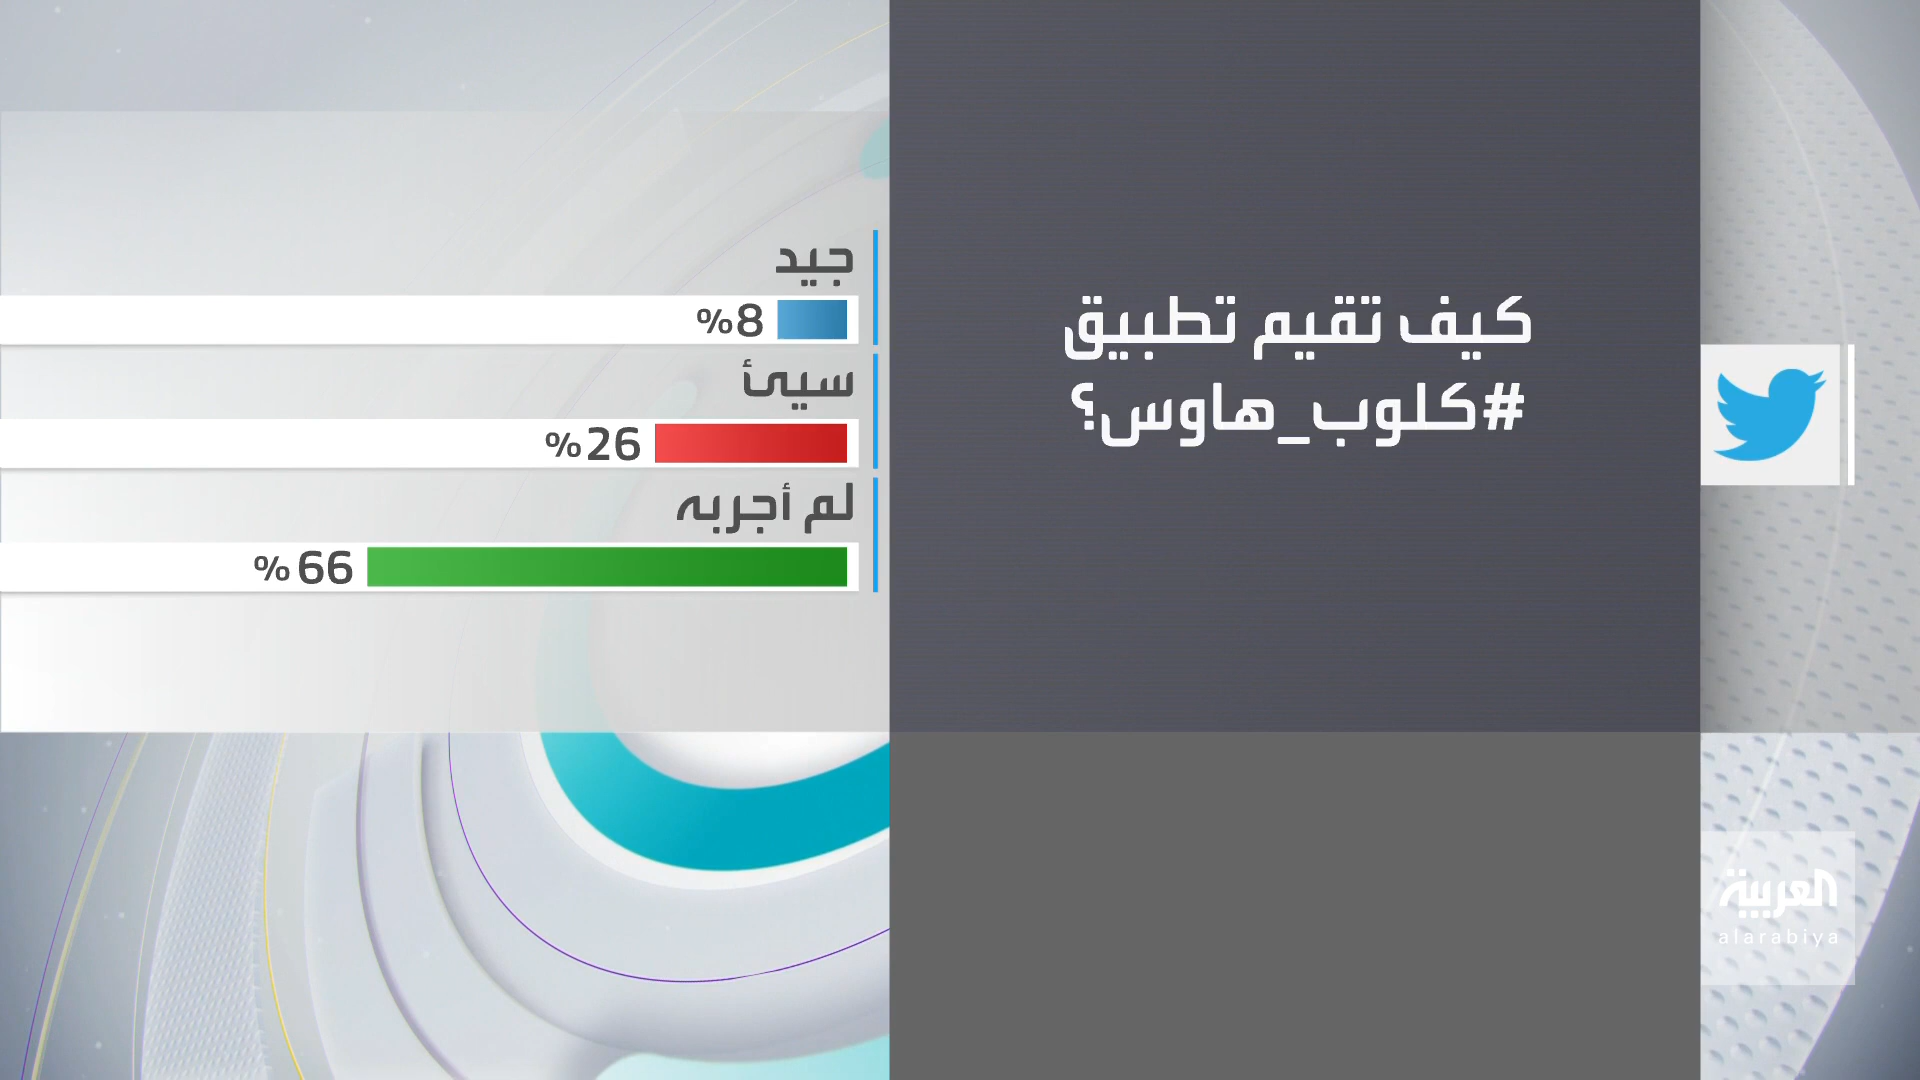 كيف تقيم تطبيق
#كلوب_هاوس؟
جيد
%8
سيئ
%26
لم أجربه
%66
العربية
alarabiya